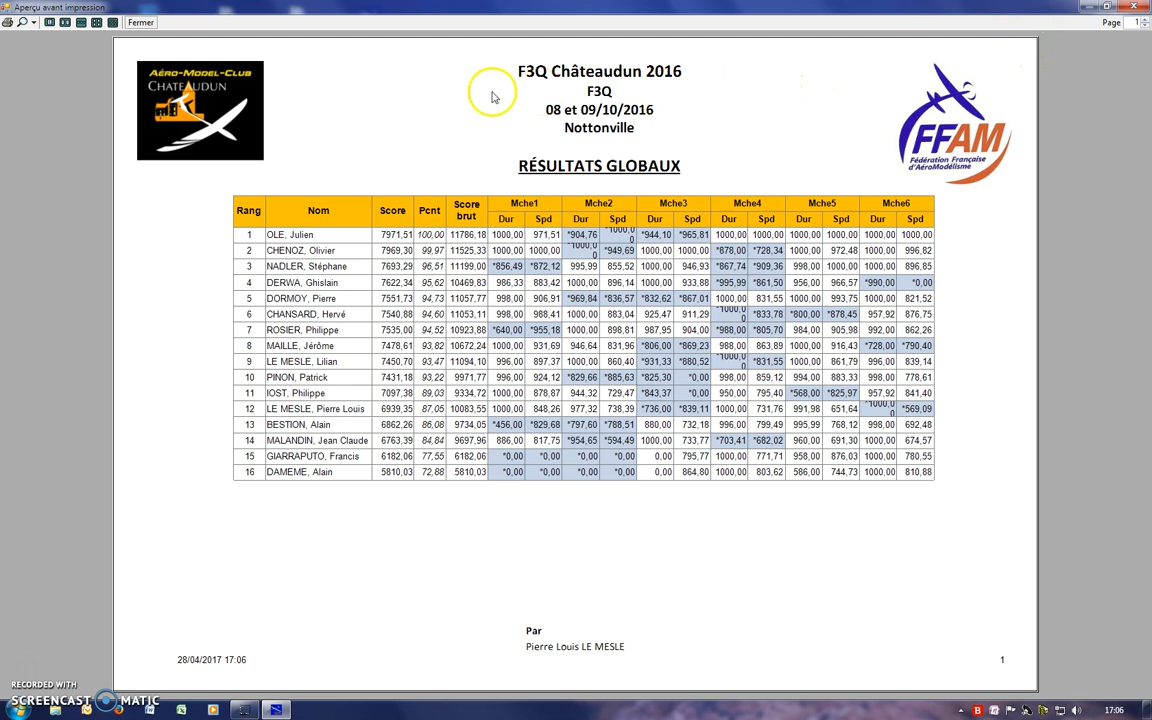 Aperçu avant impression
Fermer
Page 1
AÉRO-MODEL-CLUB
CHATEAUDUN
F3Q Châteaudun 2016
F3Q
08 et 09/10/2016
Nottonville
FFAM
Fédération Française
d'AéroModélisme
RÉSULTATS GLOBAUX
Rang Nom Score Pcnt Score brut Mche1 Mche2 Mche3 Mche4 Mche5 Mche6
Dur Spd Dur Spd Dur Spd Dur Spd Dur Spd Dur Spd
1 OLE, Julien 7971,51 100,00 11786,18 1000,00 971,51 *904,76 *1000,00 *944,10 *965,81 1000,00 1000,00 1000,00 1000,00 1000,00 1000,00
2 CHENOZ, Olivier 7969,30 99,97 11525,33 1000,00 1000,00 *1000,00 *949,69 1000,00 1000,00 *878,00 *728,34 1000,00 972,48 1000,00 996,82
3 NADLER, Stéphane 7693,29 96,51 11199,00 *856,49 *872,12 995,99 855,52 1000,00 946,93 *867,74 *909,36 998,00 1000,00 1000,00 896,85
4 DERWA, Ghislain 7622,34 95,62 10469,83 986,33 883,42 1000,00 896,14 1000,00 933,88 *995,99 *861,50 956,00 966,57 *990,00 *0,00
5 DORMOY, Pierre 7551,73 94,73 11057,77 998,00 906,91 *969,84 *836,57 *832,62 *867,01 1000,00 831,55 1000,00 993,75 1000,00 821,52
6 CHANSARD, Hervé 7540,88 94,60 11053,11 998,00 988,41 1000,00 883,04 925,47 911,29 *1000,00 *833,78 *800,00 *878,45 957,92 876,75
7 ROSIER, Philippe 7535,00 94,52 10923,88 *640,00 *955,18 1000,00 898,81 987,95 904,00 *988,00 *805,70 984,00 905,98 992,00 862,26
8 MAILLE, Jérôme 7478,61 93,82 10672,24 1000,00 931,69 946,64 831,96 *806,00 *869,23 988,00 863,89 1000,00 916,43 *728,00 *790,40
9 LE MESLE, Lilian 7450,70 93,47 11094,10 996,00 897,37 1000,00 860,40 *931,33 *880,52 *1000,00 *831,55 1000,00 861,79 996,00 839,14
10 PINON, Patrick 7431,18 93,22 9971,77 996,00 924,12 *829,66 *885,63 *825,30 *0,00 998,00 859,12 994,00 883,33 998,00 778,61
11 IOST, Philippe 7097,38 89,03 9334,72 1000,00 878,87 944,32 729,47 *843,37 *0,00 950,00 795,40 *568,00 *825,97 957,92 841,40
12 LE MESLE, Pierre Louis 6939,35 87,05 10083,55 1000,00 848,26 977,32 738,39 *736,00 *839,11 1000,00 731,76 991,98 651,64 *1000,00 *569,09
13 BESTION, Alain 6862,26 86,08 9734,05 *456,00 *829,68 *797,60 *788,51 880,00 732,18 996,00 799,49 995,99 768,12 998,00 692,48
14 MALANDIN, Jean Claude 6763,39 84,84 9697,96 886,00 817,75 *954,65 *594,49 1000,00 733,77 *703,41 *682,02 960,00 691,30 1000,00 674,57
15 GIARRAPUTO, Francis 6182,06 77,55 6182,06 *0,00 *0,00 *0,00 *0,00 0,00 795,77 1000,00 771,71 958,00 876,03 1000,00 780,55
16 DAMEME, Alain 5810,03 72,88 5810,03 *0,00 *0,00 *0,00 *0,00 0,00 864,80 1000,00 803,62 586,00 744,73 1000,00 810,88
Par
Pierre Louis LE MESLE
28/04/2017 17:06
1
RECORDED WITH
SCREENCAST MATIC
17:06